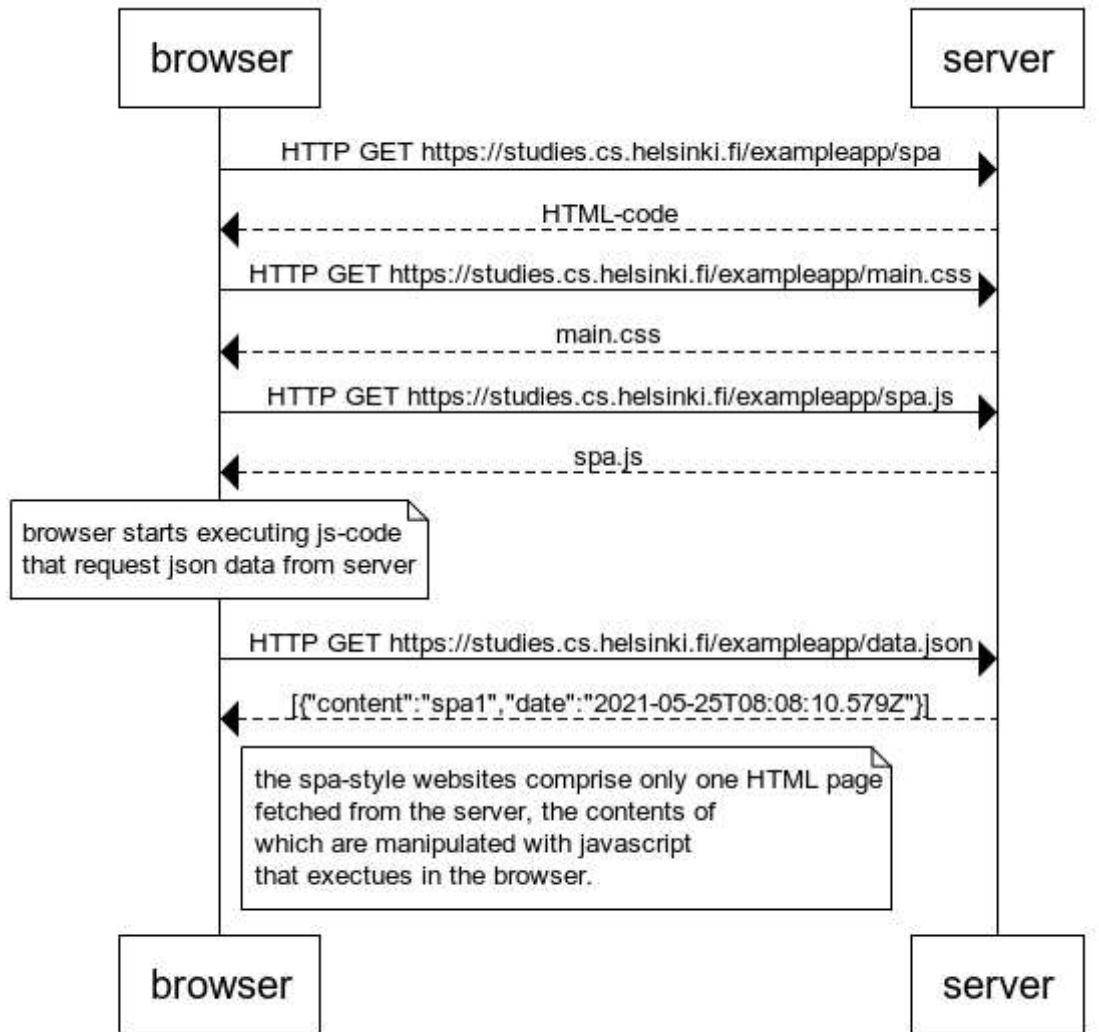 browser server
HTTP GET https://studies.cs.helsinki.fi/exampleapp/spa
HTML-code
HTTP GET https://studies.cs.helsinki.fi/exampleapp/main.css
main.css
HTTP GET https://studies.cs.helsinki.fi/exampleapp/spa.js
spa.js
browser starts executing js-code
that request json data from server
HTTP GET https://studies.cs.helsinki.fi/exampleapp/data.json
[{"content":"spa1","date":"2021-05-25T08:08:10.579Z"}]
the spa-style websites comprise only one HTML page
fetched from the server, the contents of
which are manipulated with javascript
that exectues in the browser.
browser server